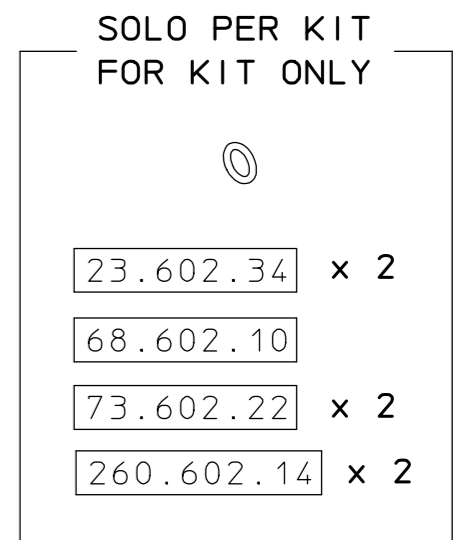 SOLO PER KIT
FOR KIT ONLY
23.602.34 x 2
68.602.10
73.602.22 x 2
260.602.14 x 2